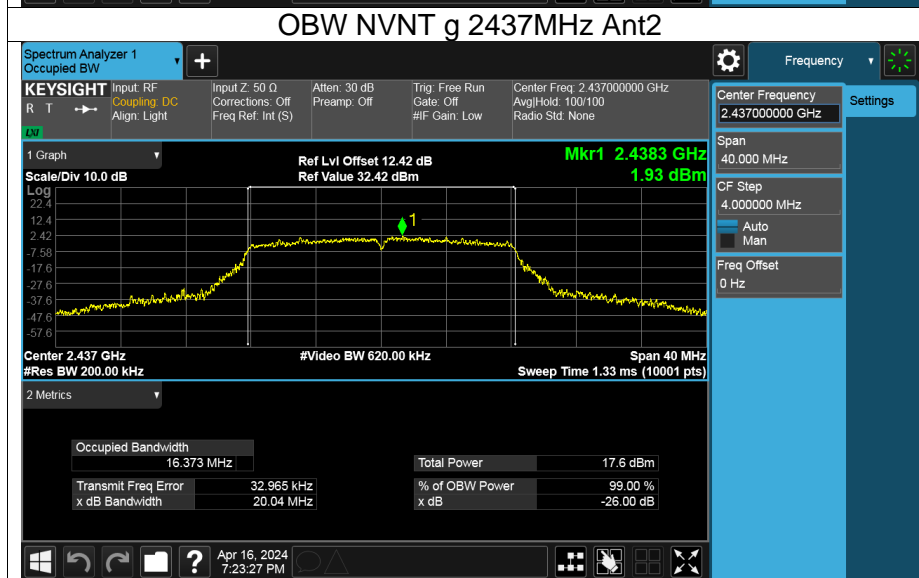 OBW NVNT g 2437MHz Ant2
Spectrum Analyzer 1
Occupied BW
+
Frequency
KEYSIGHT
R T
LXI
Input: RF
Coupling: DC
Align: Light
Input Z: 50 Ω
Corrections: Off
Freq Ref: Int (S)
Atten: 30 dB
Preamp: Off
Trig: Free Run
Gate: Off
#IF Gain: Low
Center Freq: 2.437000000 GHz
Avg|Hold: 100/100
Radio Std: None
Center Frequency
2.437000000 GHz
Settings
Span
40.000 MHz
CF Step
4.000000 MHz
Auto
Man
Freq Offset
0 Hz
1 Graph
Scale/Div 10.0 dB
Ref Lvl Offset 12.42 dB
Ref Value 32.42 dBm
Mkr1 2.4383 GHz
1.93 dBm
Log
22.4
12.4
2.42
-7.58
-17.6
-27.6
-37.6
-47.6
-57.6
1
Center 2.437 GHz
#Res BW 200.00 kHz
#Video BW 620.00 kHz
Span 40 MHz
Sweep Time 1.33 ms (10001 pts)
2 Metrics
Occupied Bandwidth
16.373 MHz
Total Power 17.6 dBm
Transmit Freq Error 32.965 kHz
% of OBW Power 99.00 %
x dB Bandwidth 20.04 MHz
x dB -26.00 dB
?
Apr 16, 2024
7:23:27 PM